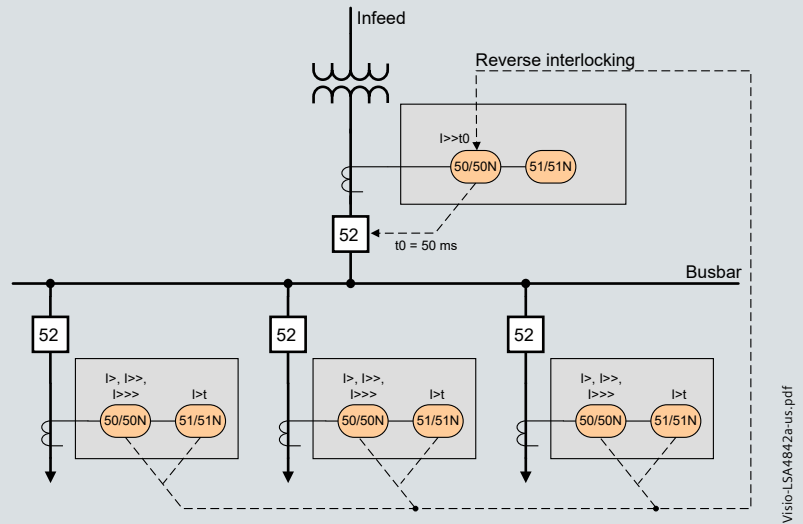 Infeed
Reverse interlocking
I>>t0
50/50N
51/51N
52
t0 = 50 ms
Busbar
52
52
52
I>, I>>,
I>>>
I>t
50/50N
51/51N
I>, I>>,
I>>>
I>t
50/50N
51/51N
I>, I>>,
I>>>
I>t
50/50N
51/51N
Visio-LSA4842a-us.pdf